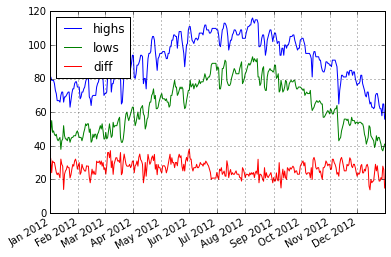 120
100
80
60
40
20
0
highs
lows
diff
Jan 2012
Feb 2012
Mar 2012
Apr 2012
May 2012
Jun 2012
Jul 2012
Aug 2012
Sep 2012
Oct 2012
Nov 2012
Dec 2012